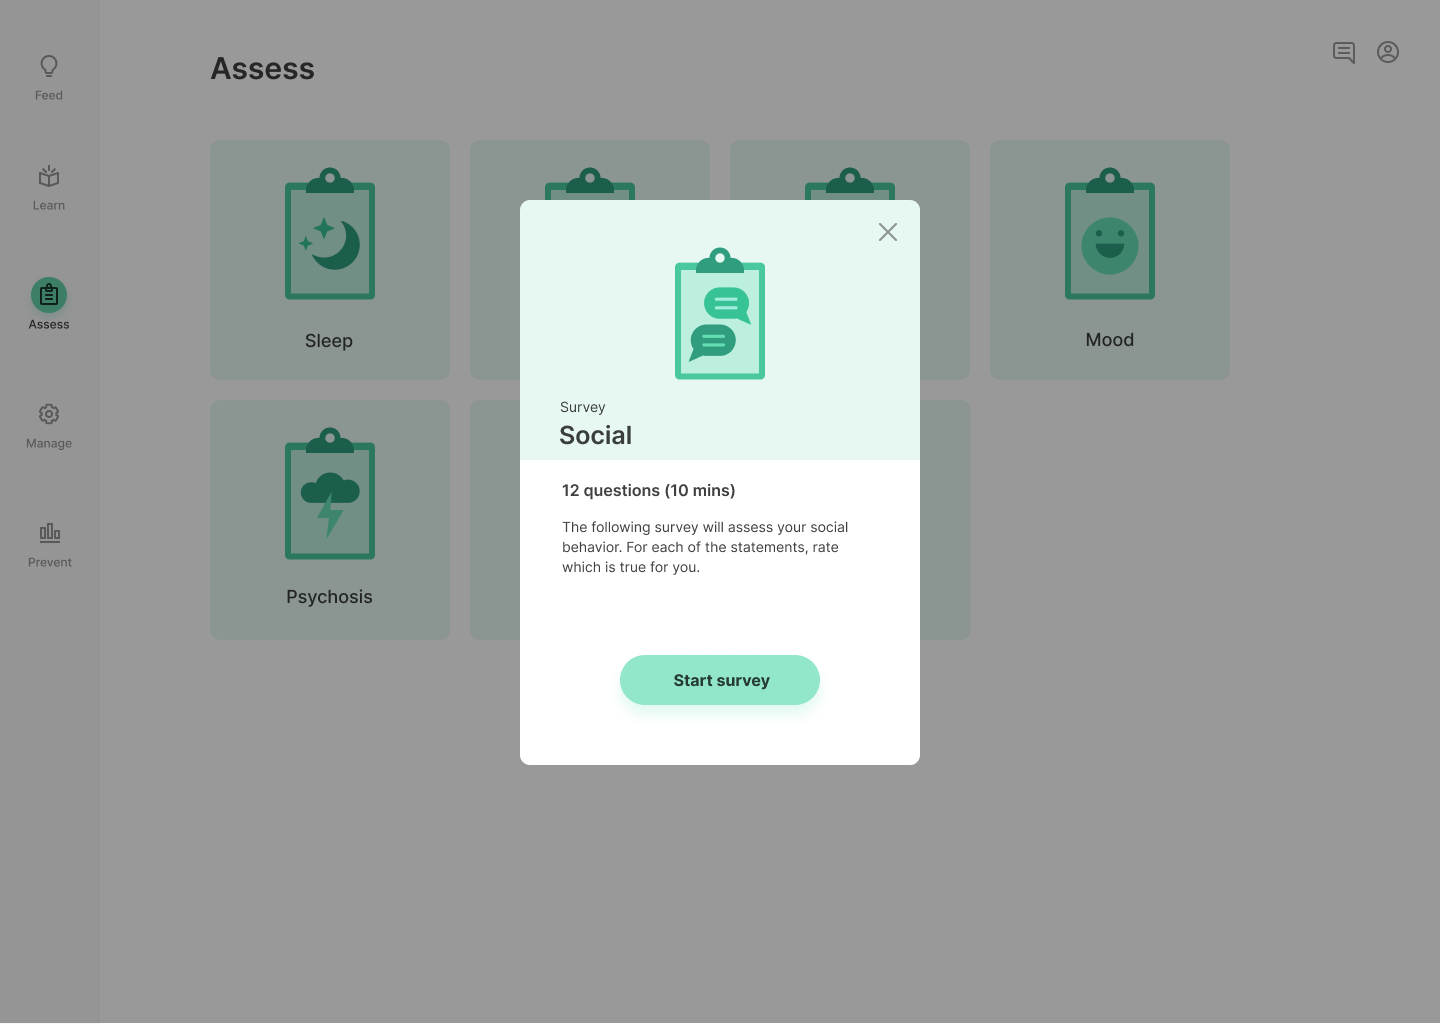 Feed
Learn
Assess
Manage
Prevent
Assess
Sleep
Mood
Psychosis
Survey
Social
12 questions (10 mins)
The following survey will assess your social
behavior. For each of the statements, rate
which is true for you.
Start survey